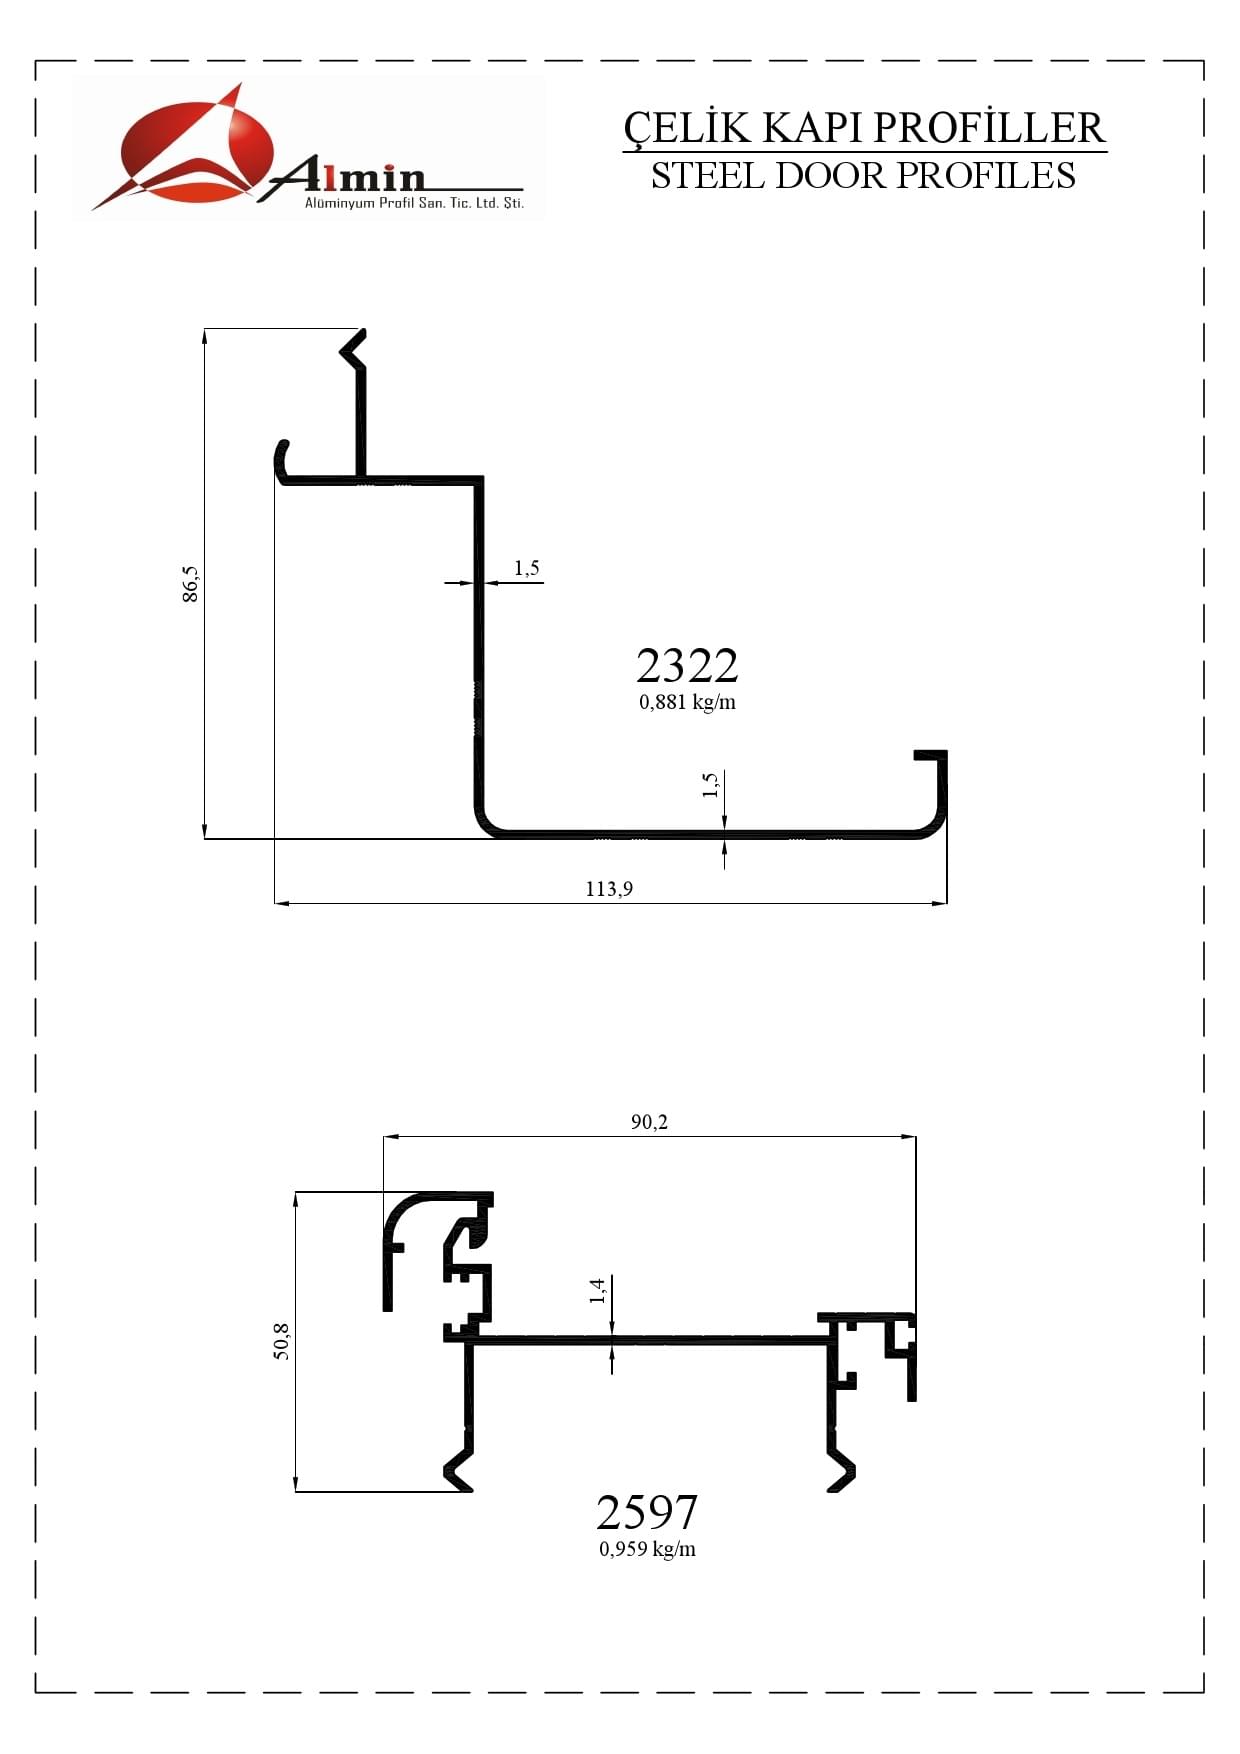 Almin
Alüminyum Profil San. Tic. Ltd. Şti.
ÇELİK KAPI PROFİLLER
STEEL DOOR PROFILES
86,5
1,5
2322
0,881 kg/m
1,5
113,9
90,2
50,8
1,4
2597
0,959 kg/m